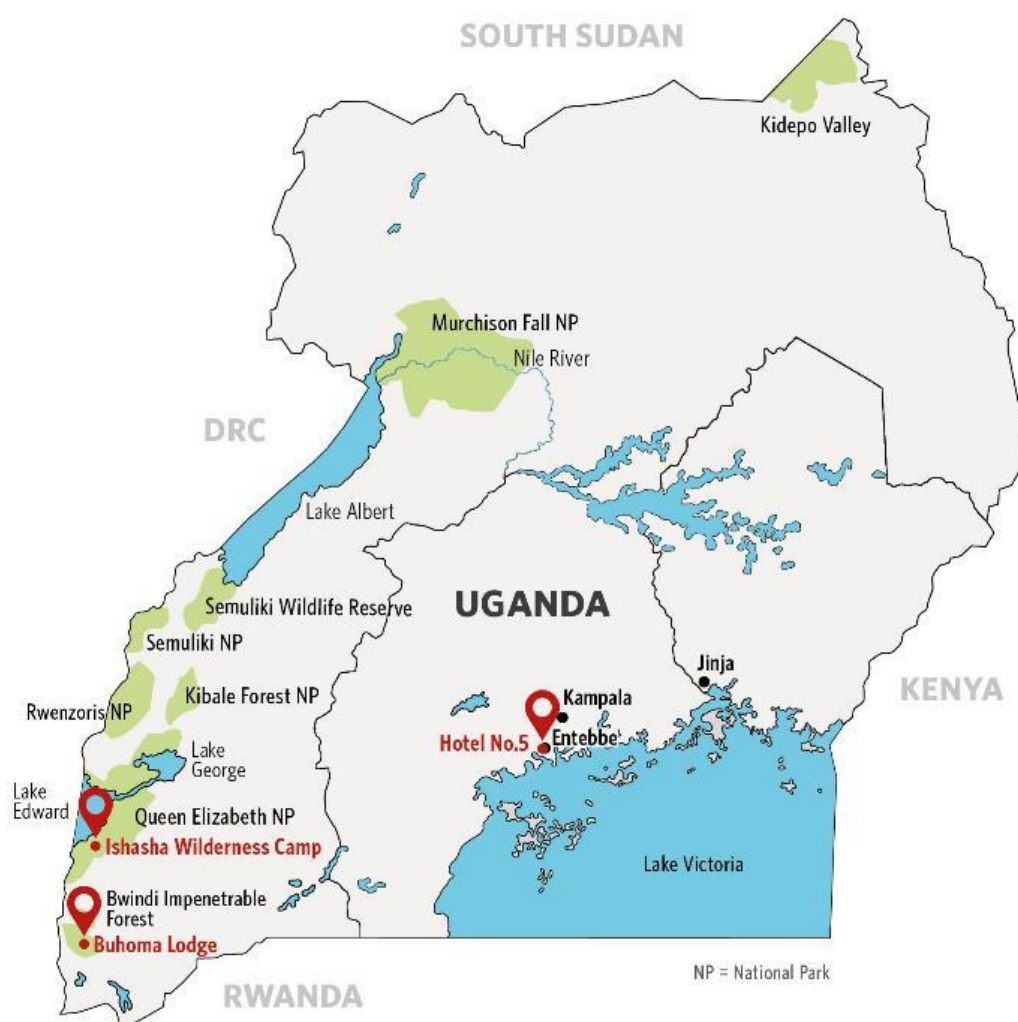 SOUTH SUDAN
Kidepo Valley
Murchison Fall NP
Nile River
DRC
Lake Albert
Semuliki Wildlife Reserve
UGANDA
Semuliki NP
Jinja
Kibale Forest NP
KENYA
Rwenzoris NP
Kampala
Hotel No.5
Entebbe
Lake
George
Lake
Edward
Queen Elizabeth NP
Ishasha Wilderness Camp
Lake Victoria
Bwindi Impenetrable
Forest
Buhoma Lodge
NP = National Park
RWANDA